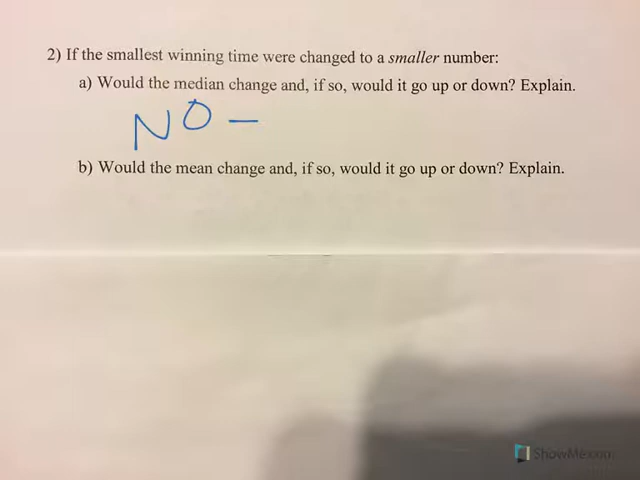 2) If the smallest winning time were changed to a smaller number:
a) Would the median change and, if so, would it go up or down? Explain.
NO –
b) Would the mean change and, if so, would it go up or down? Explain.